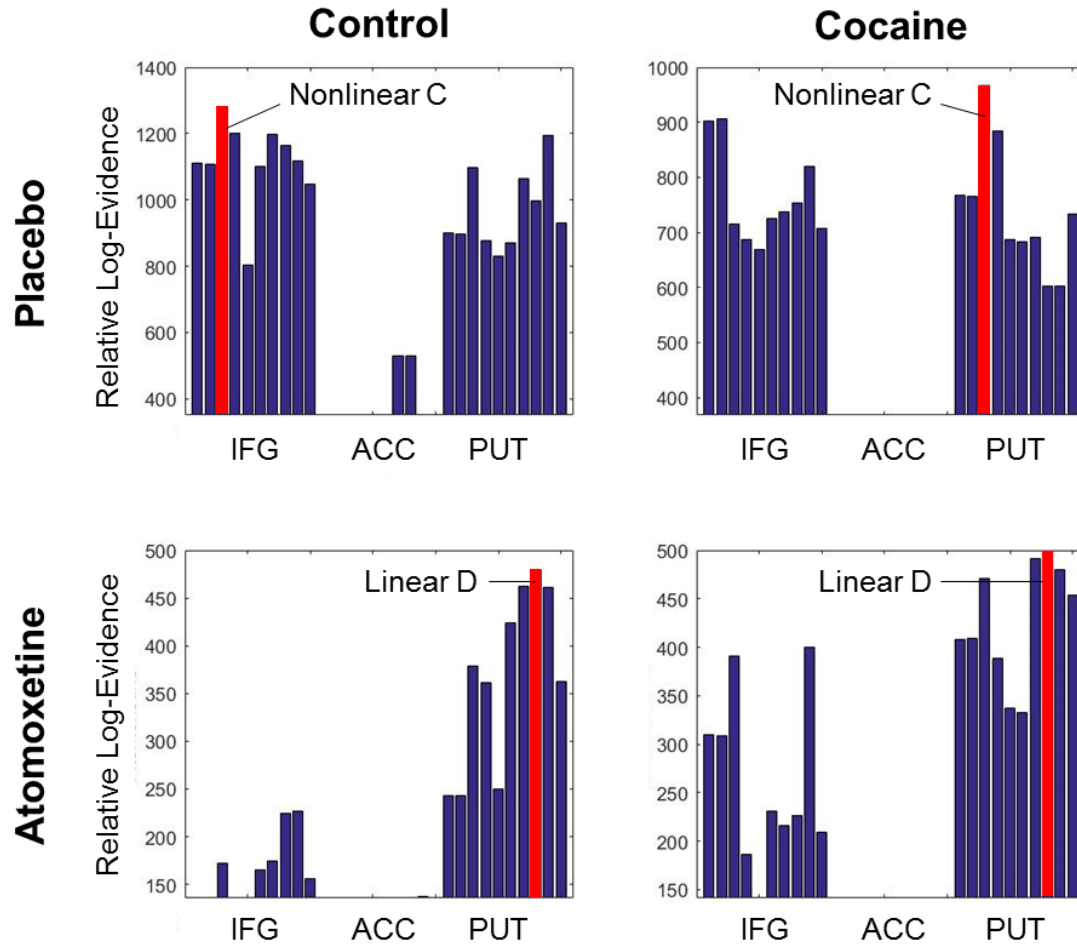 Control
Cocaine
Placebo
Relative Log-Evidence
1400
1200
1000
800
600
400
Nonlinear C
IFG ACC PUT
1000
900
800
700
600
500
400
Nonlinear C
IFG ACC PUT
Atomoxetine
Relative Log-Evidence
500
450
400
350
300
250
200
150
Linear D
IFG ACC PUT
500
450
400
350
300
250
200
150
Linear D
IFG ACC PUT